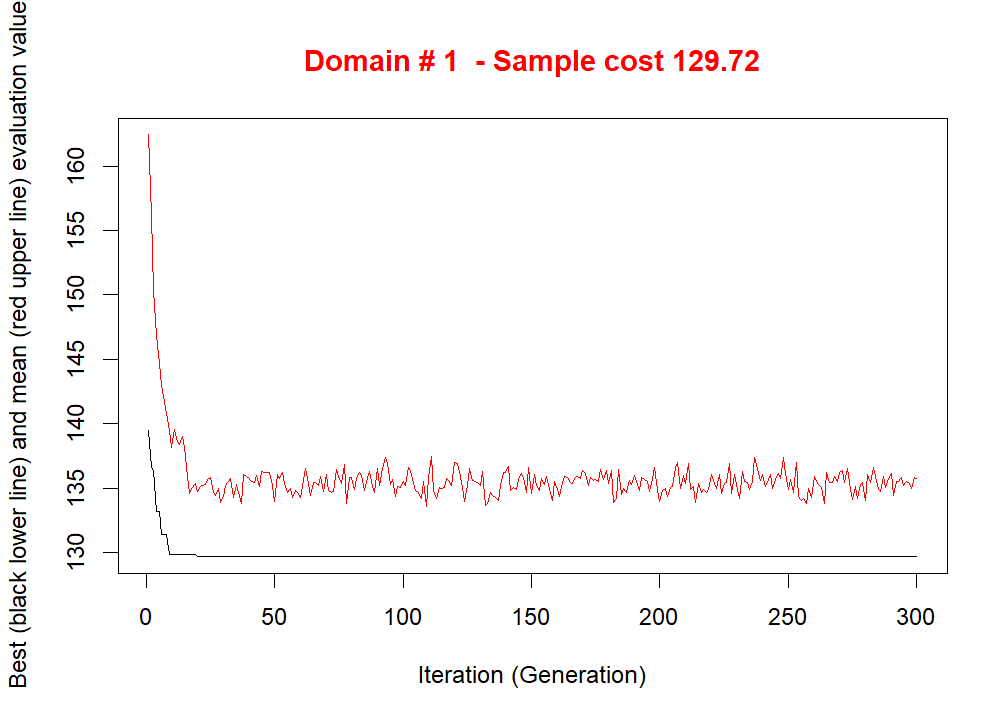 Domain # 1  - Sample cost 129.72
Best (black lower line) and mean (red upper line) evaluation value
160
155
150
145
140
135
130
0 50 100 150 200 250 300
Iteration (Generation)